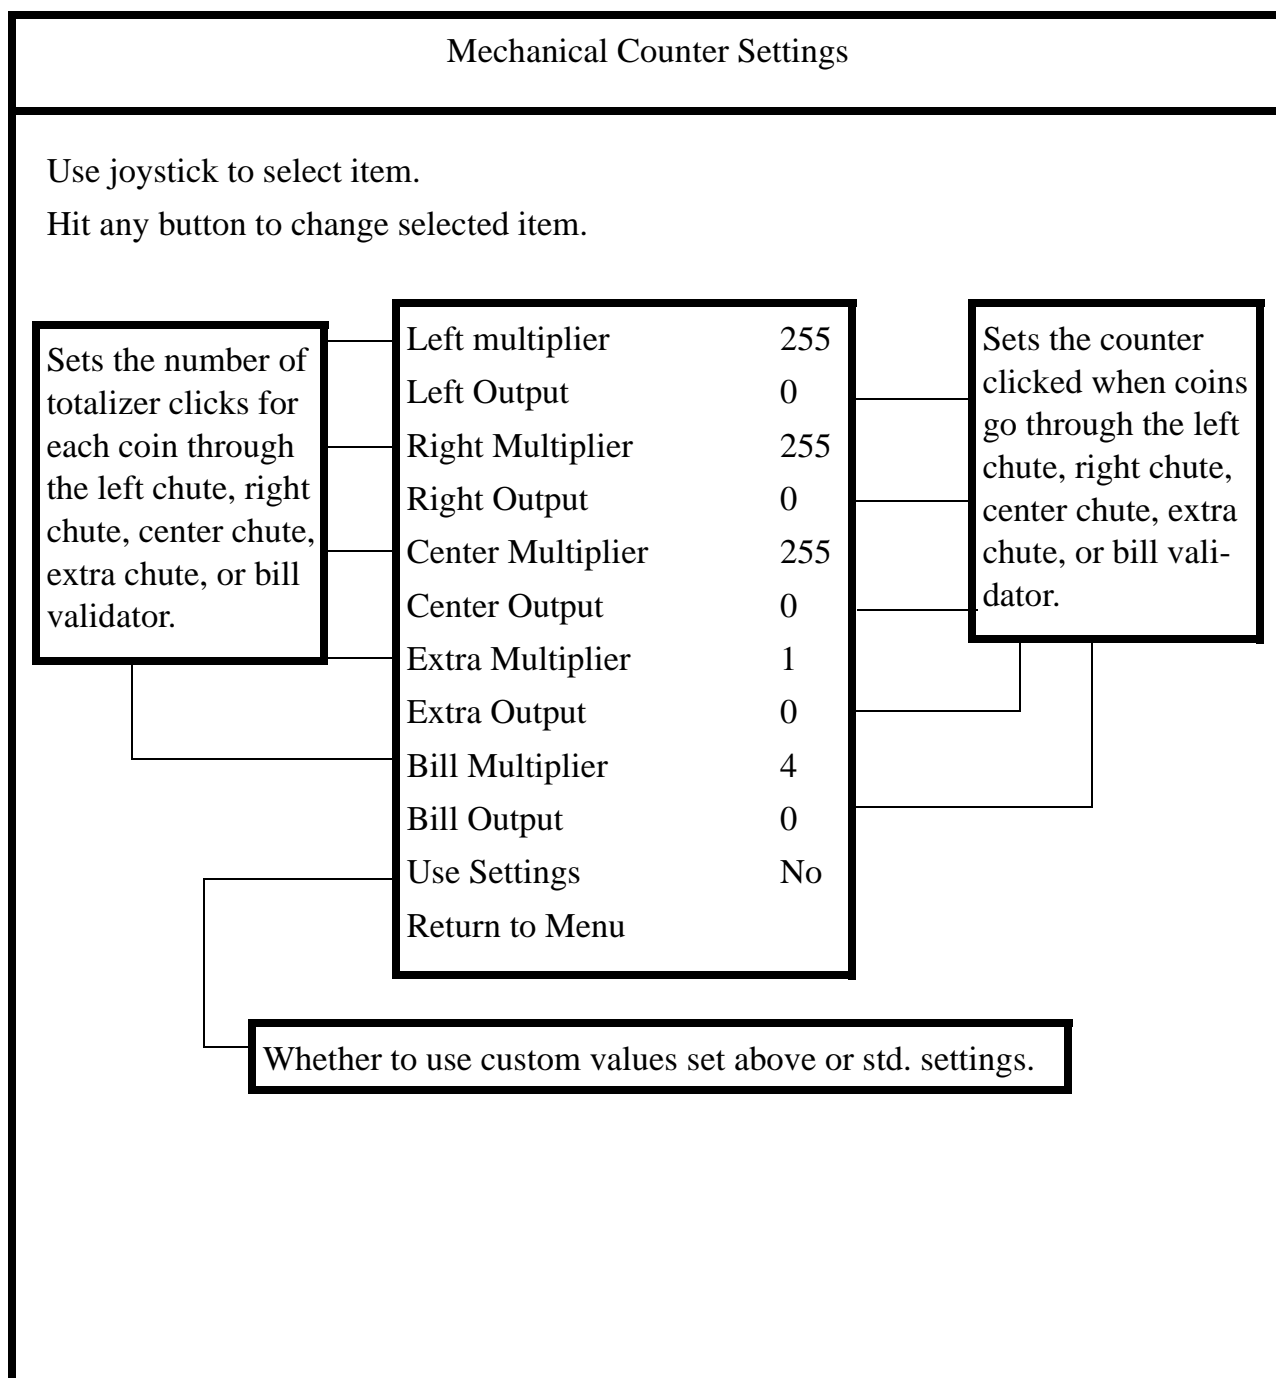 Mechanical Counter Settings
Use joystick to select item.
Hit any button to change selected item.
Sets the number of
totalizer clicks for
each coin through
the left chute, right
chute, center chute,
extra chute, or bill
validator.
Left multiplier 255
Left Output 0
Right Multiplier 255
Right Output 0
Center Multiplier 255
Center Output 0
Extra Multiplier 1
Extra Output 0
Bill Multiplier 4
Bill Output 0
Use Settings No
Return to Menu
Sets the counter
clicked when coins
go through the left
chute, right chute,
center chute, extra
chute, or bill vali-
dator.
Whether to use custom values set above or std. settings.